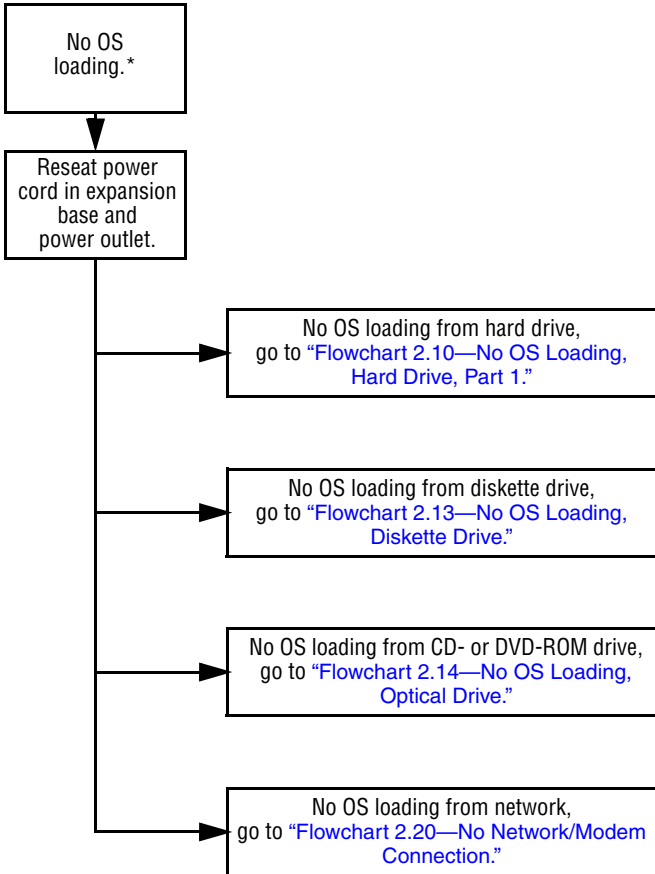 No OS
loading.*
Reseat power
cord in expansion
base and
power outlet.
No OS loading from hard drive,
go to “Flowchart 2.10—No OS Loading,
Hard Drive, Part 1.”
No OS loading from diskette drive,
go to “Flowchart 2.13—No OS Loading,
Diskette Drive.”
No OS loading from CD- or DVD-ROM drive,
go to “Flowchart 2.14—No OS Loading,
Optical Drive.”
No OS loading from network,
go to “Flowchart 2.20—No Network/Modem
Connection.”